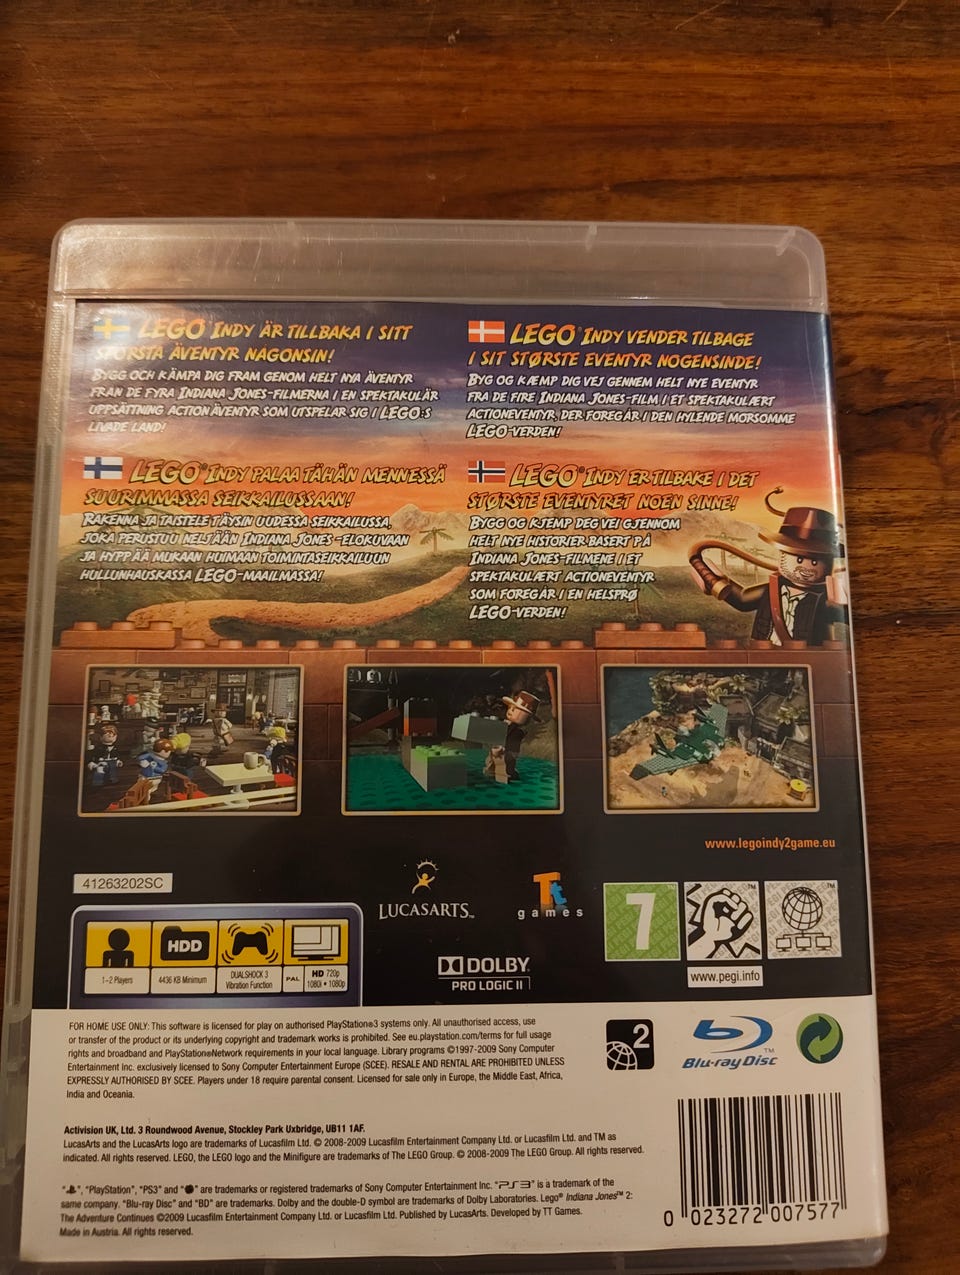 LEGO® INDY ÄR TILLBAKA I SITT
STÖRSTA ÄVENTYR NÅGONSIN!
BYGG OCH KÄMPA DIG FRAM GENOM HELT NYA ÄVENTYR
FRÅN DE FYRA INDIANA JONES-FILMERNA I EN SPEKTAKULÄR
UPPSÄTTNING ACTIONÄVENTYR SOM UTSPELAR SIG I LEGO:S
LIVADE LAND!
LEGO® INDY VENDER TILBAGE
I SIT STØRSTE EVENTYR NOGENSINDE!
BYG OG KÆMP DIG VEJ GENNEM HELT NYE EVENTYR
FRA DE FIRE INDIANA JONES-FILM I ET SPEKTAKULÆRT
ACTIONEVENTYR, DER FOREGÅR I DEN HYLENDE MORSOMME
LEGO-VERDEN!
LEGO® INDY PALAA TÄHÄN MENNESSÄ
SUURIMMASSA SEIKKAILUSSAAN!
RAKENNA JA TAISTELE TÄYSIN UUDESSA SEIKKAILUSSA,
JOKA PERUSTUU NELJÄÄN INDIANA JONES -ELOKUVAAN
JA HYPPÄÄ MUKAAN HUIMAAN TOIMINTASEIKKAILUUN
HULLUNHAUSKASSA LEGO-MAAILMASSA!
LEGO® INDY ER TILBAKE I DET
STØRSTE EVENTYRET NOEN SINNE!
BYGG OG KJEMP DEG VEI GJENNOM
HELT NYE HISTORIER BASERT PÅ
INDIANA JONES-FILMENE I ET
SPEKTAKULÆRT ACTIONEVENTYR
SOM FOREGÅR I EN HELSPRØ
LEGO-VERDEN!
www.legoindy2game.eu
41263202SC
LUCASARTS™
Tt
games
7
www.pegi.info
HDD
1-2 Players
4436 KB Minimum
DUALSHOCK 3
Vibration Function
PAL
HD 720p
1080i • 1080p
DOLBY®
PRO LOGIC II
FOR HOME USE ONLY: This software is licensed for play on authorised PlayStation®3 systems only. All unauthorised access, use
or transfer of the product or its underlying copyright and trademark works is prohibited. See eu.playstation.com/terms for full usage
rights and broadband and PlayStation®Network requirements in your local language. Library programs ©1997-2009 Sony Computer
Entertainment Inc. exclusively licensed to Sony Computer Entertainment Europe (SCEE). RESALE AND RENTAL ARE PROHIBITED UNLESS
EXPRESSLY AUTHORISED BY SCEE. Players under 18 require parental consent. Licensed for sale only in Europe, the Middle East, Africa,
India and Oceania.
2
Blu-ray Disc™
Activision UK, Ltd. 3 Roundwood Avenue, Stockley Park Uxbridge, UB11 1AF.
LucasArts and the LucasArts logo are trademarks of Lucasfilm Ltd. © 2008-2009 Lucasfilm Entertainment Company Ltd. or Lucasfilm Ltd. and TM as
indicated. All rights reserved. LEGO, the LEGO logo and the Minifigure are trademarks of The LEGO Group. © 2008-2009 The LEGO Group. All rights reserved.
"PlayStation", "PS3" and are trademarks or registered trademarks of Sony Computer Entertainment Inc. "PS3" is a trademark of the
same company. "Blu-ray Disc" and "BD" are trademarks. Dolby and the double-D symbol are trademarks of Dolby Laboratories. Lego® Indiana Jones™ 2:
The Adventure Continues ©2009 Lucasfilm Entertainment Company Ltd. or Lucasfilm Ltd. Published by LucasArts. Developed by TT Games.
Made in Austria. All rights reserved.
0 023272 007577